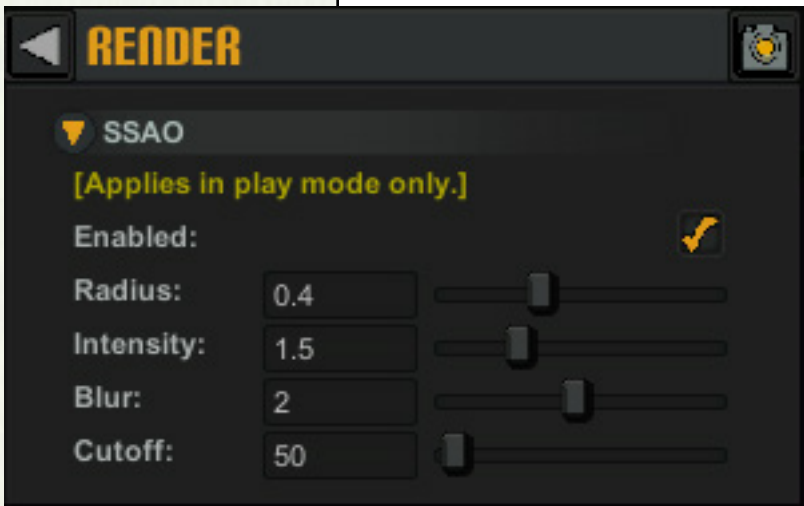 RENDER
SSAO
[Applies in play mode only.]
Enabled:
Radius: 0.4
Intensity: 1.5
Blur: 2
Cutoff: 50